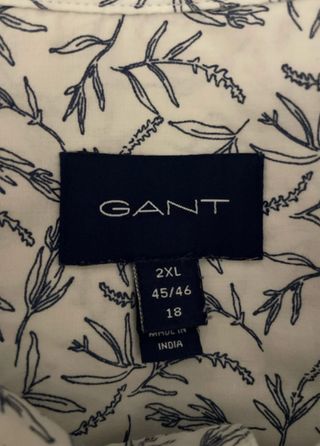 GANT
2XL
45/46
18
MADE IN
INDIA